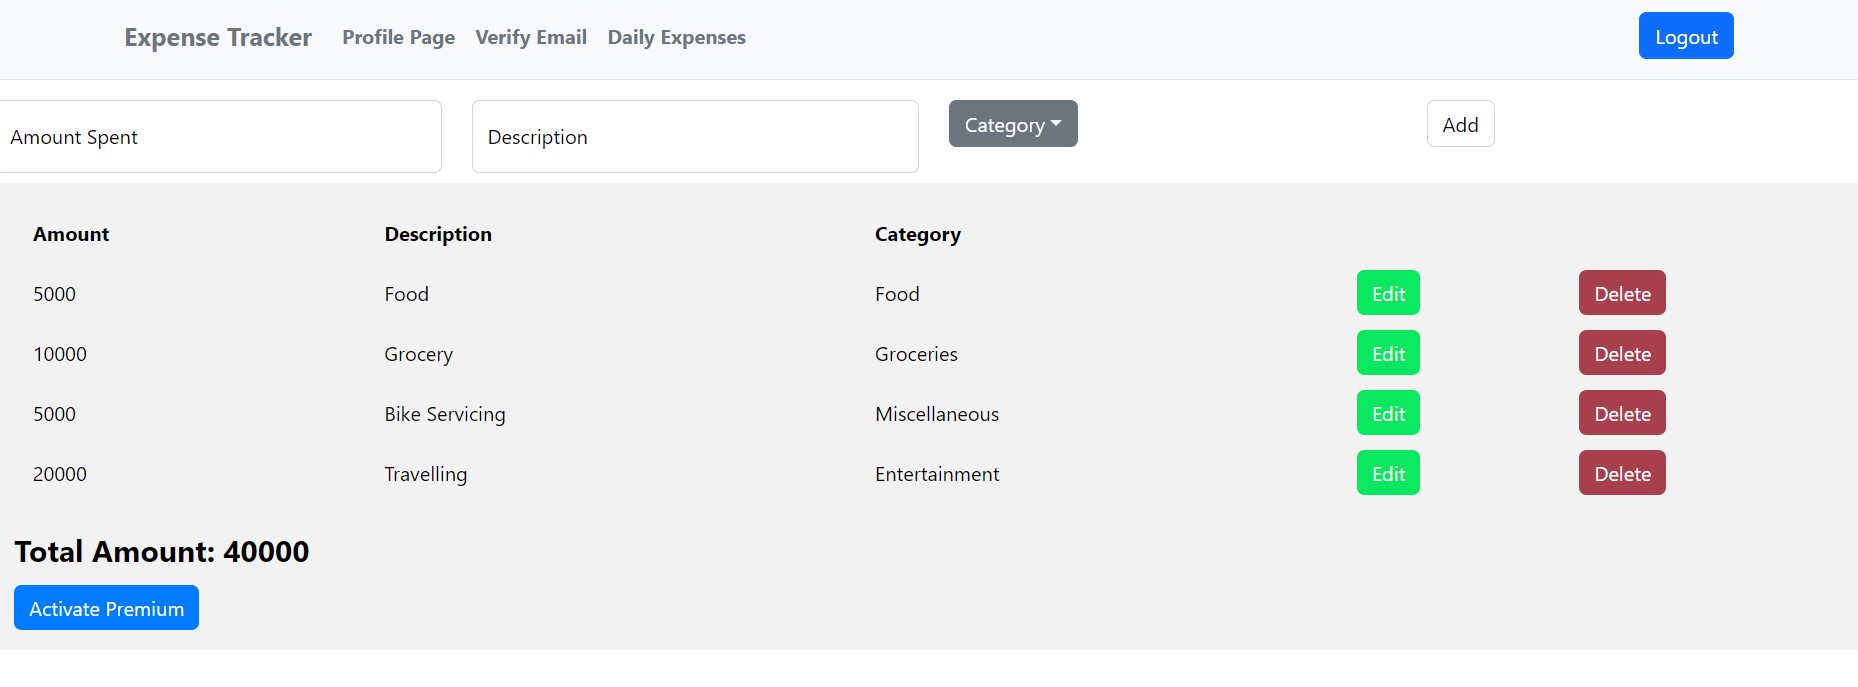 Expense Tracker Profile Page Verify Email Daily Expenses Logout
Amount Spent Description Category Add
Amount Description Category
5000 Food Food Edit Delete
10000 Grocery Groceries Edit Delete
5000 Bike Servicing Miscellaneous Edit Delete
20000 Travelling Entertainment Edit Delete
Total Amount: 40000
Activate Premium